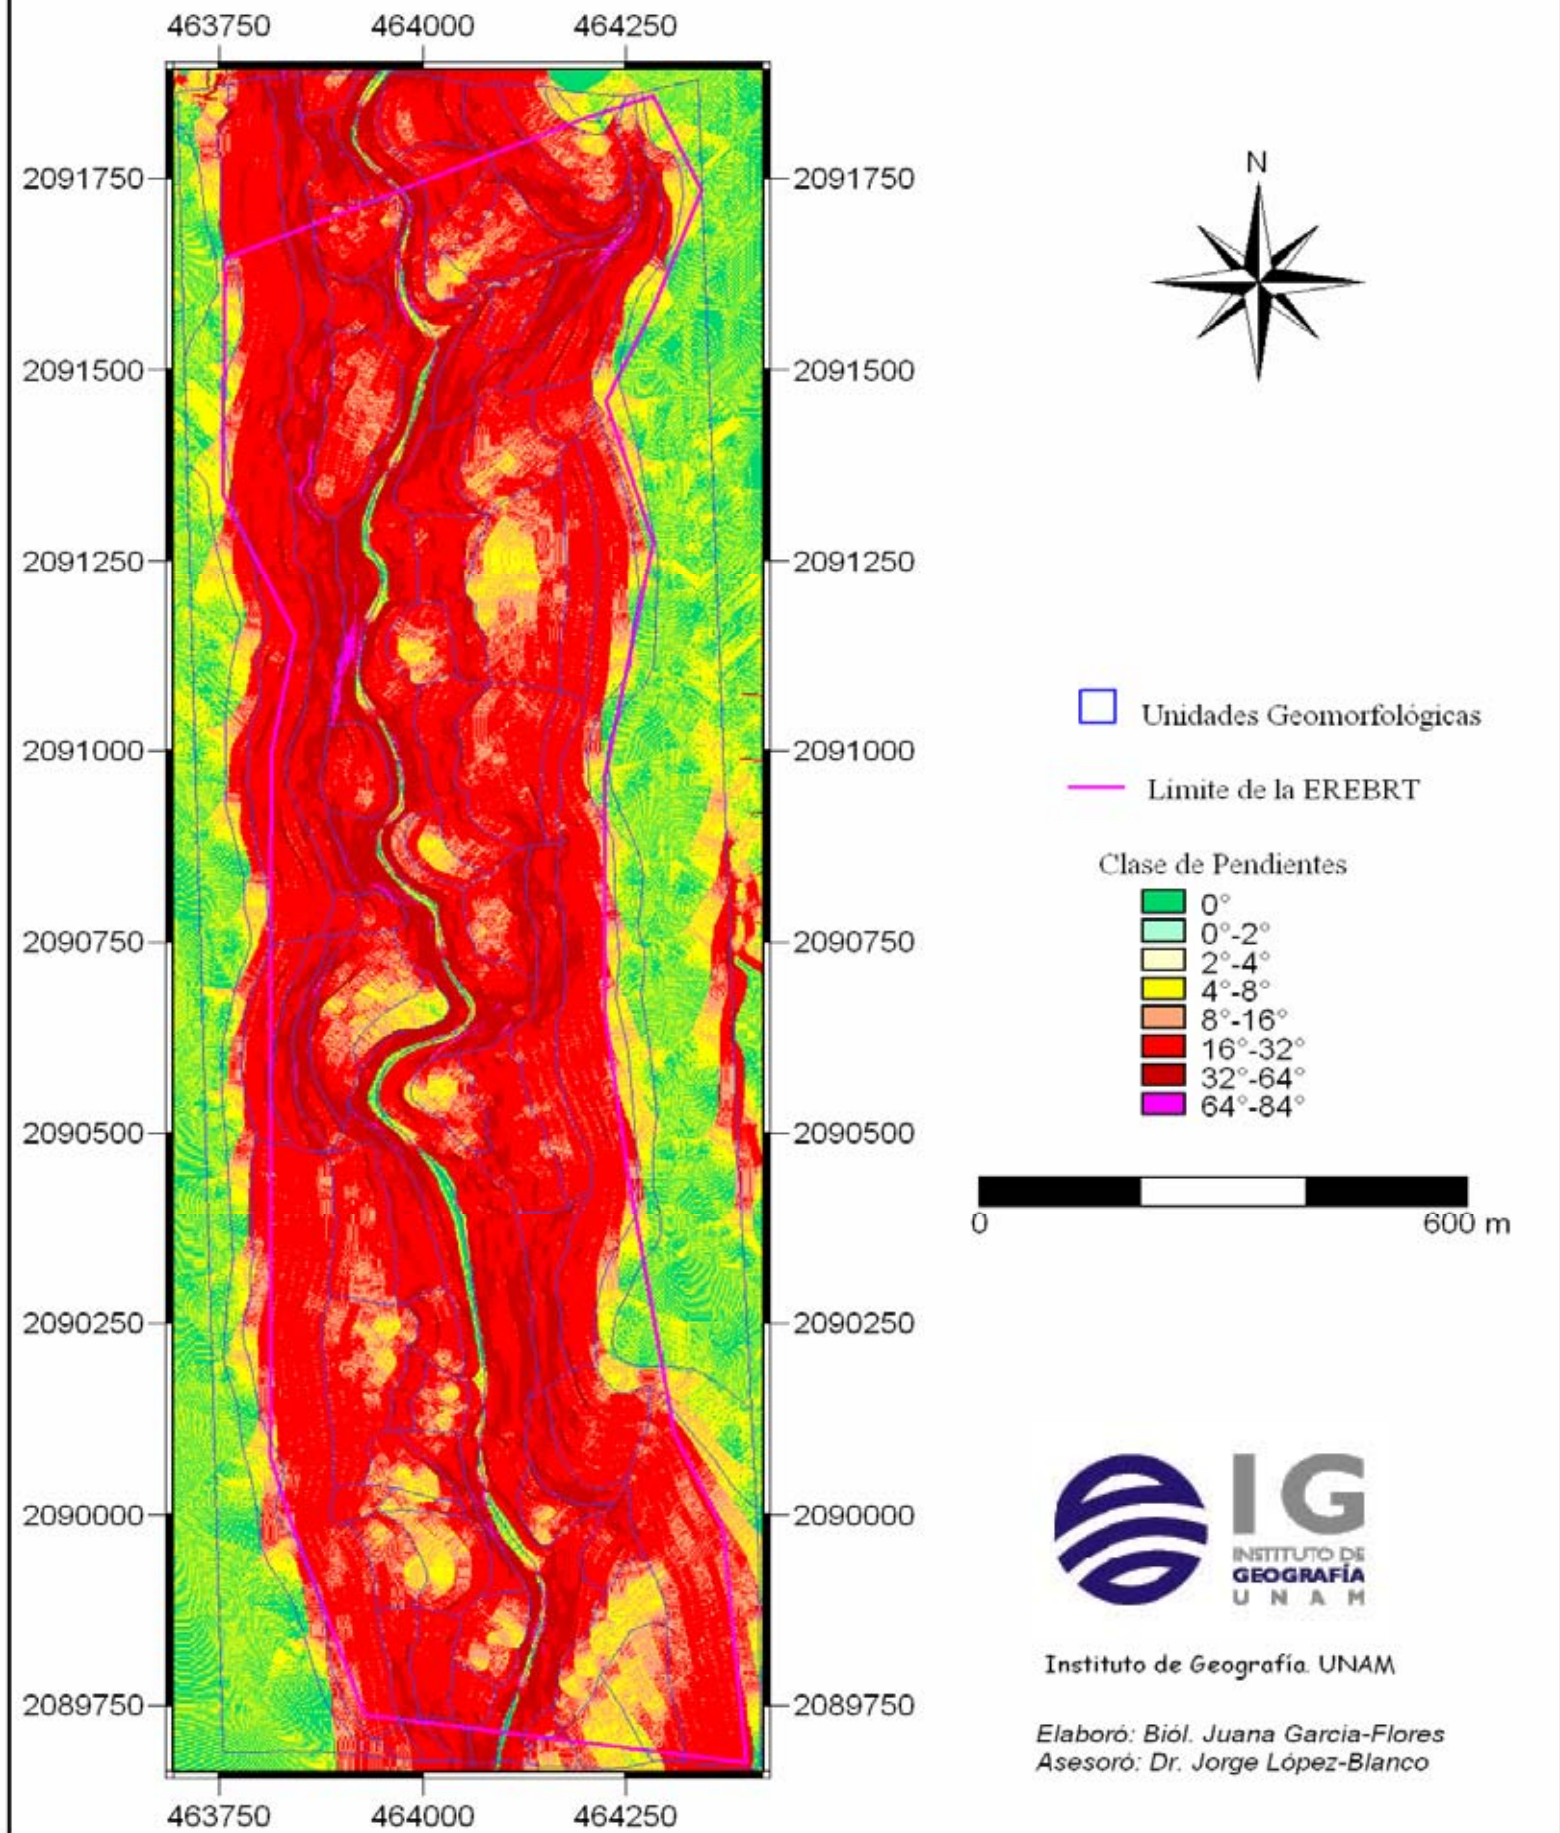 463750 464000 464250
N
2091750 2091750
2091500 2091500
2091250 2091250
2091000 2091000
2090750 2090750
2090500 2090500
2090250 2090250
2090000 2090000
2089750 2089750
463750 464000 464250
Unidades Geomorfológicas
Limite de la EREBRT
Clase de Pendientes
0°
0°-2°
2°-4°
4°-8°
8°-16°
16°-32°
32°-64°
64°-84°
0 600 m
IG
INSTITUTO DE
GEOGRAFÍA
UNAM
Instituto de Geografía. UNAM
Elaboró: Biól. Juana Garcia-Flores
Asesoró: Dr. Jorge López-Blanco